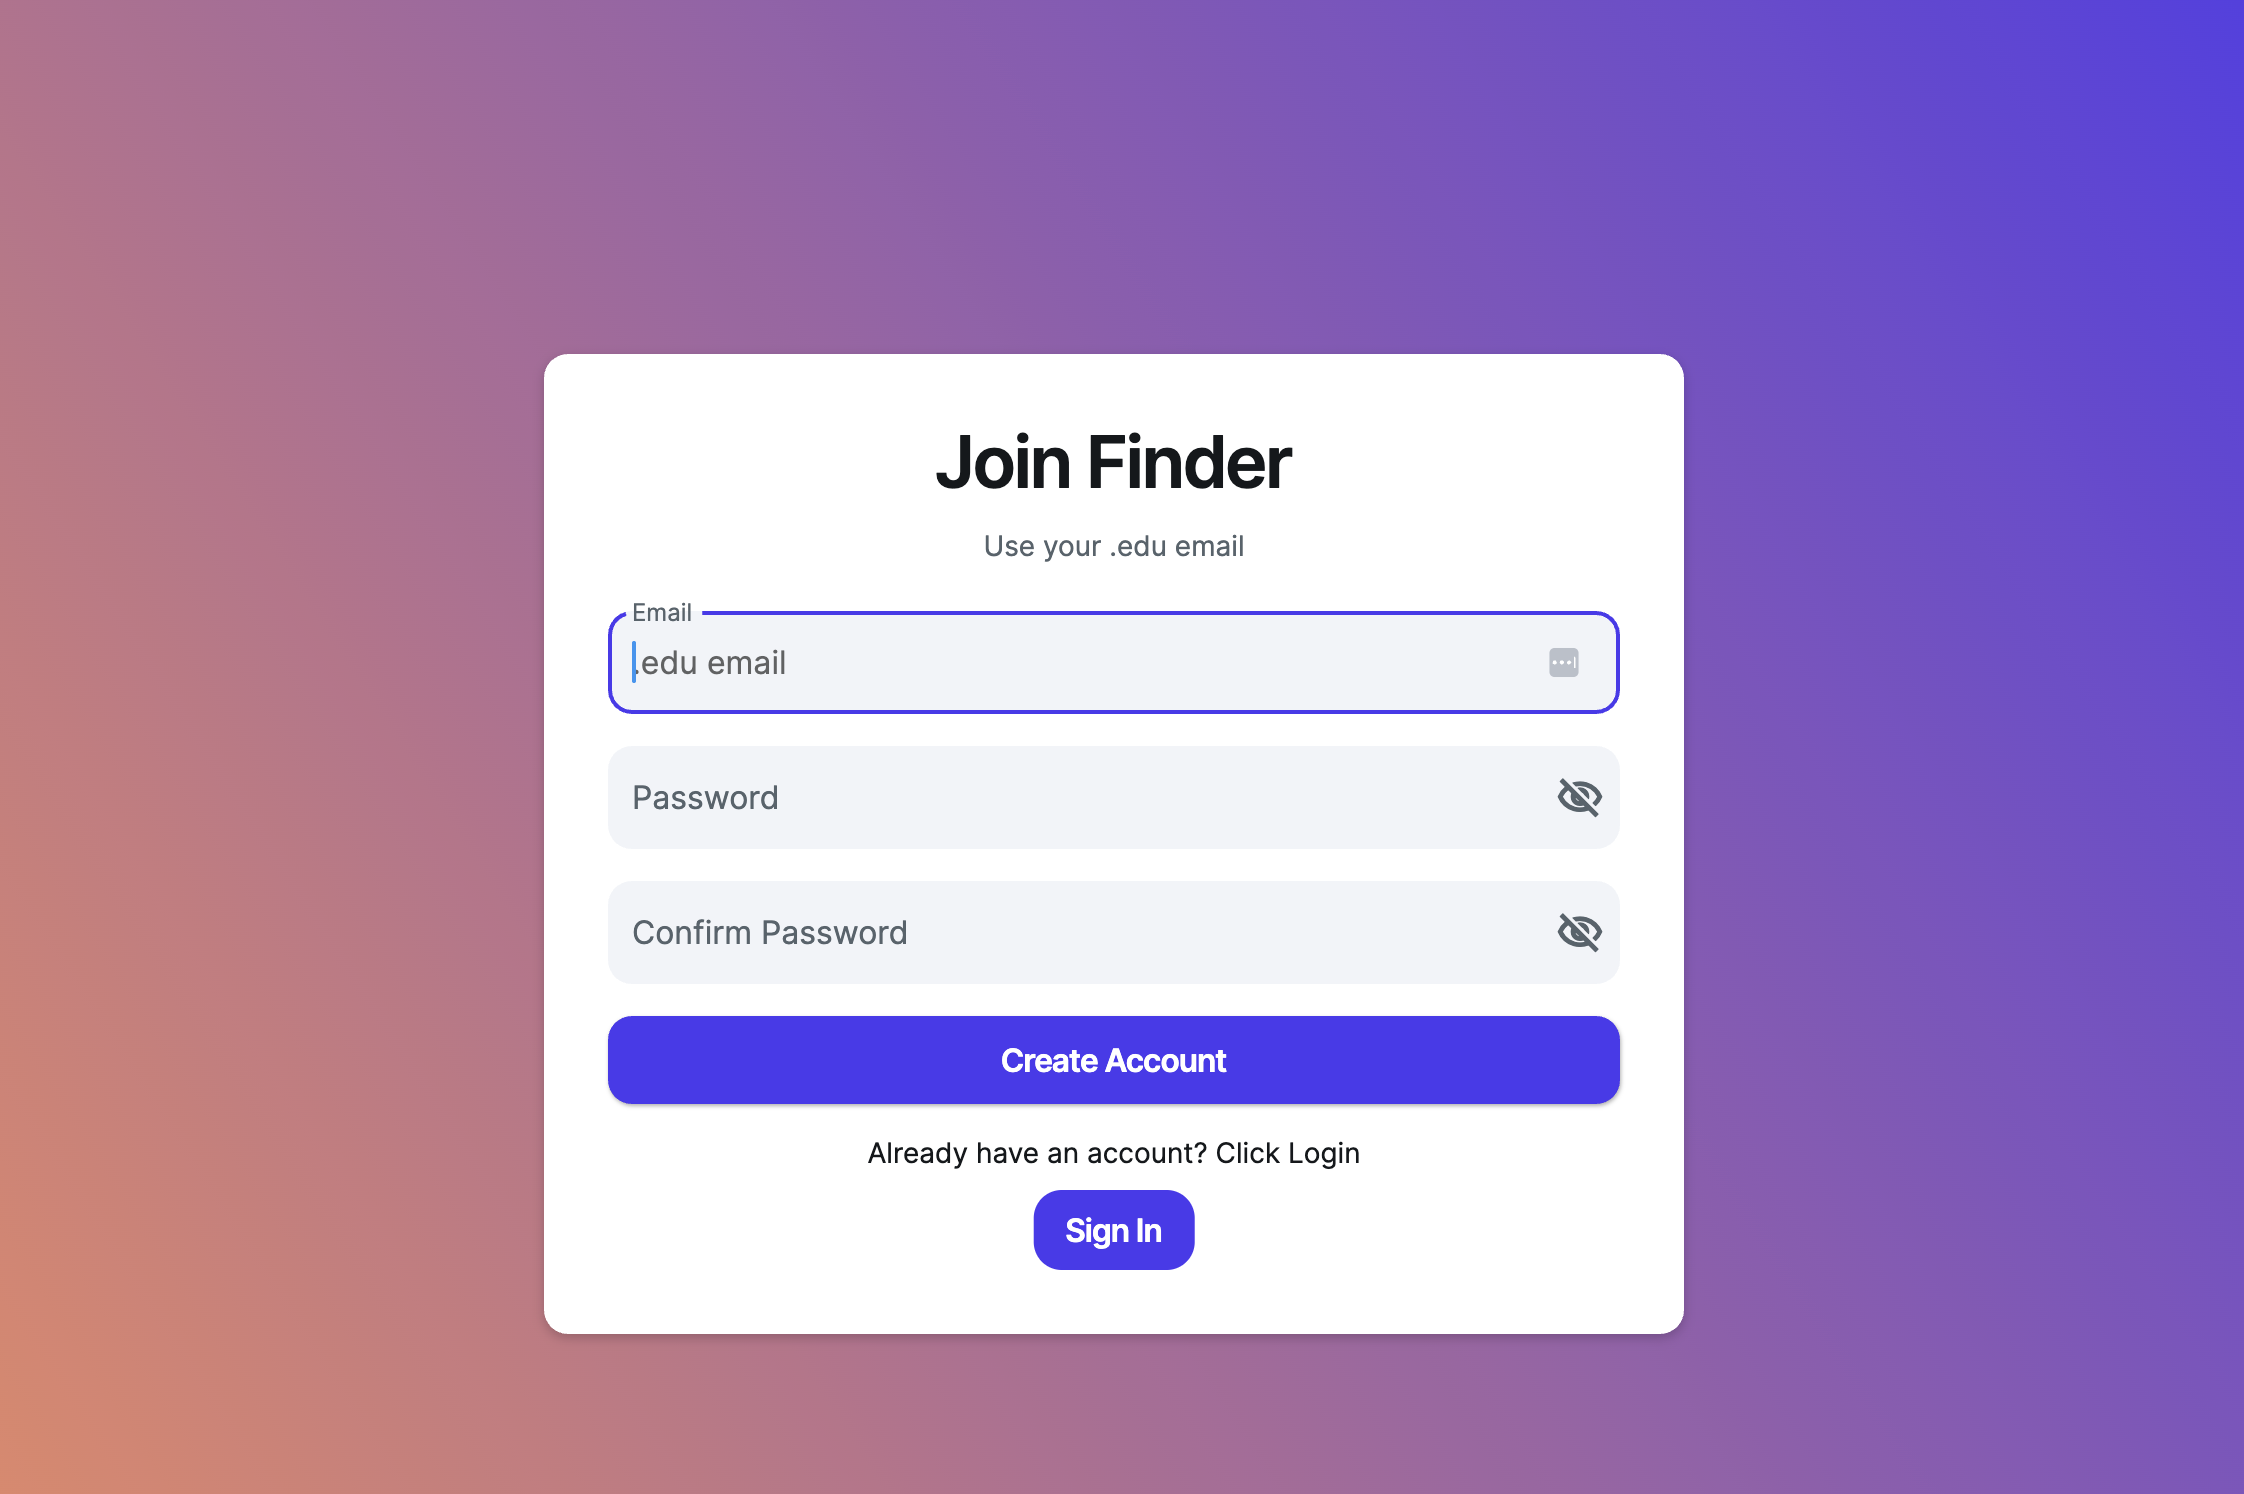 Join Finder
Use your .edu email
Email
.edu email
Password
Confirm Password
Create Account
Already have an account? Click Login
Sign In